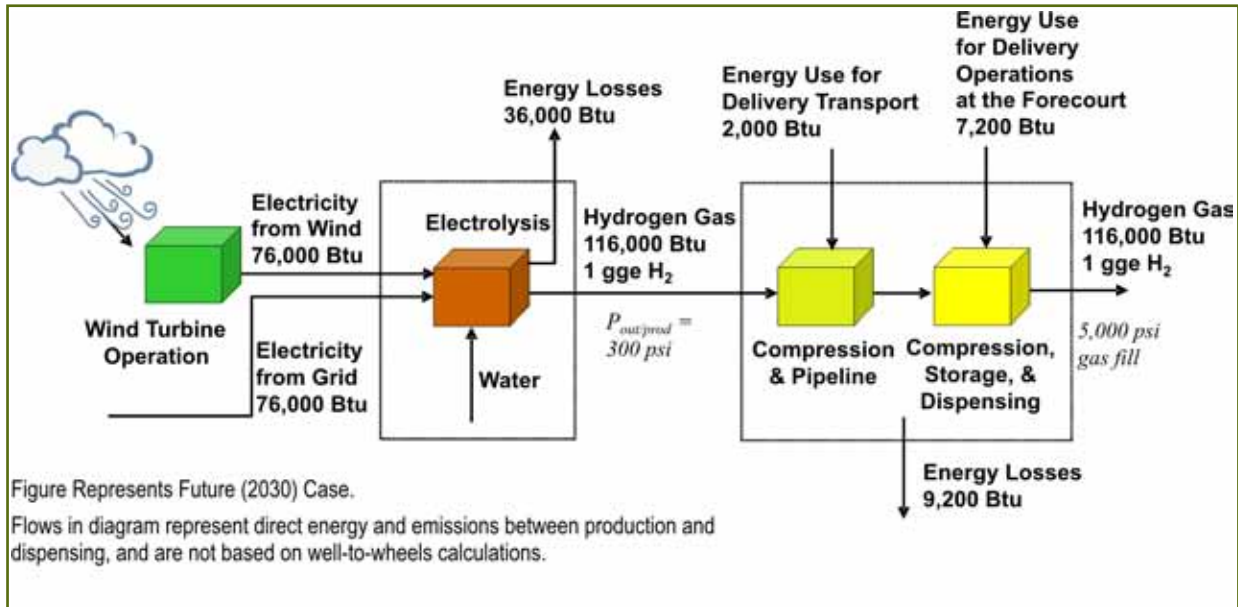 Energy Losses
36,000 Btu
Energy Use for
Delivery Transport
2,000 Btu
Energy Use
for Delivery
Operations
at the Forecourt
7,200 Btu
Electricity
from Wind
76,000 Btu
Electrolysis
Hydrogen Gas
116,000 Btu
1 gge H₂
Hydrogen Gas
116,000 Btu
1 gge H₂
Wind Turbine
Operation
Electricity
from Grid
76,000 Btu
Water
P out/prod =
300 psi
Compression
& Pipeline
Compression,
Storage, &
Dispensing
5,000 psi
gas fill
Energy Losses
9,200 Btu
Figure Represents Future (2030) Case.
Flows in diagram represent direct energy and emissions between production and
dispensing, and are not based on well-to-wheels calculations.